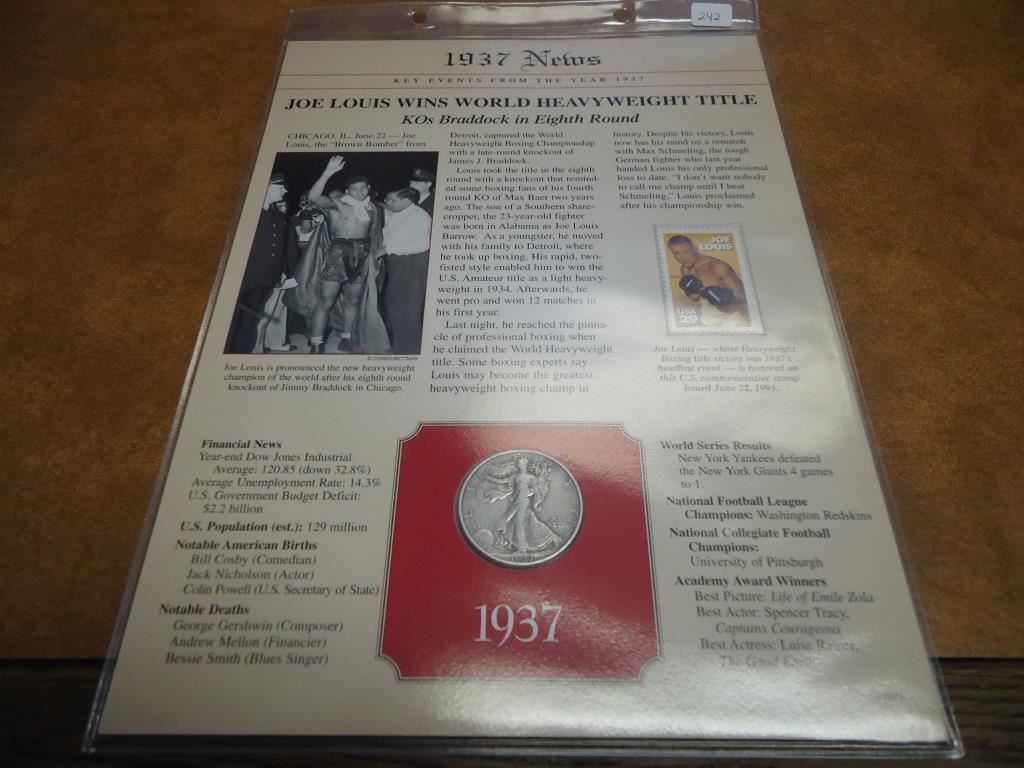 242
1937 News
KEY EVENTS FROM THE YEAR 1937
JOE LOUIS WINS WORLD HEAVYWEIGHT TITLE
KOs Braddock in Eighth Round
CHICAGO, IL, June 22 — Joe
Louis, the "Brown Bomber" from
© CORBIS/BETTMAN
Joe Louis is pronounced the new heavyweight
champion of the world after his eighth round
knockout of Jimmy Braddock in Chicago.
Detroit, captured the World
Heavyweight Boxing Championship
with a late-round knockout of
James J. Braddock.
Louis took the title in the eighth
round with a knockout that remind-
ed some boxing fans of his fourth
round KO of Max Baer two years
ago. The son of a Southern share-
cropper, the 23-year-old fighter
was born in Alabama as Joe Louis
Barrow. As a youngster, he moved
with his family to Detroit, where
he took up boxing. His rapid, two-
fisted style enabled him to win the
U.S. Amateur title as a light heavy-
weight in 1934. Afterwards, he
went pro and won 12 matches in
his first year.
Last night, he reached the pinna-
cle of professional boxing when
he claimed the World Heavyweight
title. Some boxing experts say
Louis may become the greatest
heavyweight boxing champ in
history. Despite his victory, Louis
now has his mind on a rematch
with Max Schmeling, the tough
German fighter who last year
handed Louis his only professional
loss to date. "I don't want nobody
to call me champ until I beat
Schmeling," Louis proclaimed
after his championship win.
JOE
LOUIS
USA
29
Joe Louis — whose Heavyweight
Boxing title victory was 1937's
headline event — is honored on
this U.S. commemorative stamp
issued June 22, 1993.
Financial News
Year-end Dow Jones Industrial
Average: 120.85 (down 32.8%)
Average Unemployment Rate: 14.3%
U.S. Government Budget Deficit:
$2.2 billion
U.S. Population (est.): 129 million
Notable American Births
Bill Cosby (Comedian)
Jack Nicholson (Actor)
Colin Powell (U.S. Secretary of State)
Notable Deaths
George Gershwin (Composer)
Andrew Mellon (Financier)
Bessie Smith (Blues Singer)
1937
1937
World Series Results
New York Yankees defeated
the New York Giants 4 games
to 1.
National Football League
Champions: Washington Redskins
National Collegiate Football
Champions:
University of Pittsburgh
Academy Award Winners
Best Picture: Life of Emile Zola
Best Actor: Spencer Tracy,
Captains Courageous
Best Actress: Luise Rainer,
The Good Earth